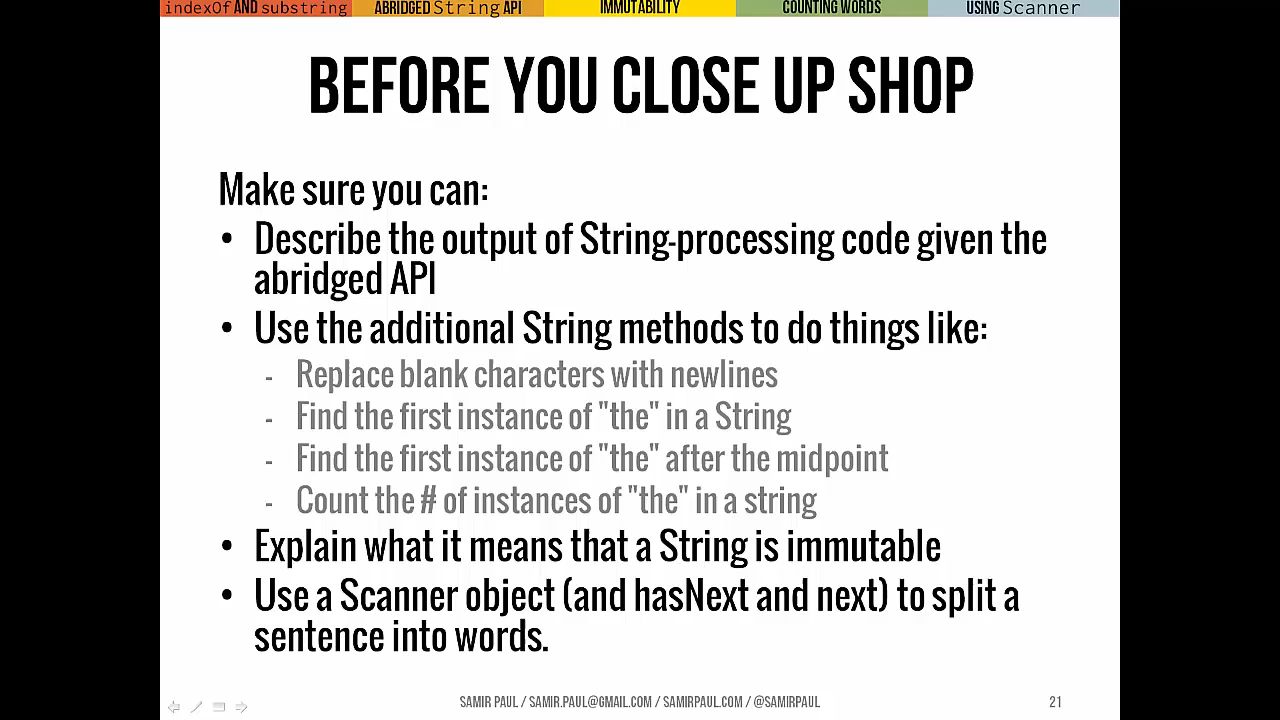 indexOf AND substring ABRIDGED String API IMMUTABILITY COUNTING WORDS USING Scanner
BEFORE YOU CLOSE UP SHOP
Make sure you can:
• Describe the output of String-processing code given the
abridged API
• Use the additional String methods to do things like:
- Replace blank characters with newlines
- Find the first instance of "the" in a String
- Find the first instance of "the" after the midpoint
- Count the # of instances of "the" in a string
• Explain what it means that a String is immutable
• Use a Scanner object (and hasNext and next) to split a
sentence into words.
SAMIR PAUL / SAMIR.PAUL@GMAIL.COM / SAMIRPAUL.COM / @SAMIRPAUL 21